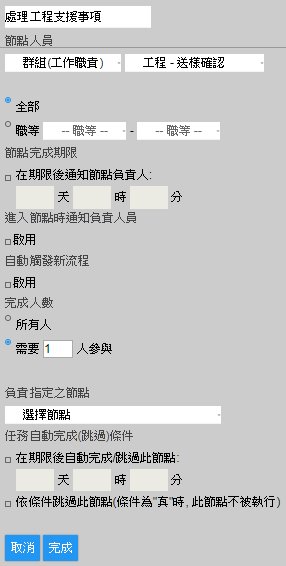 處理工程支援事項
節點人員
群組(工作職責) 工程 - 送樣確認
全部
職等 -- 職等 -- - -- 職等 --
節點完成期限
在期限後通知節點負責人:
天 時 分
進入節點時通知負責人員
啟用
自動觸發新流程
啟用
完成人數
所有人
需要 1 人參與
負責指定之節點
選擇節點
任務自動完成(跳過)條件
在期限後自動完成/跳過此節點:
天 時 分
依條件跳過此節點(條件為"真"時, 此節點不被執行)
取消 完成